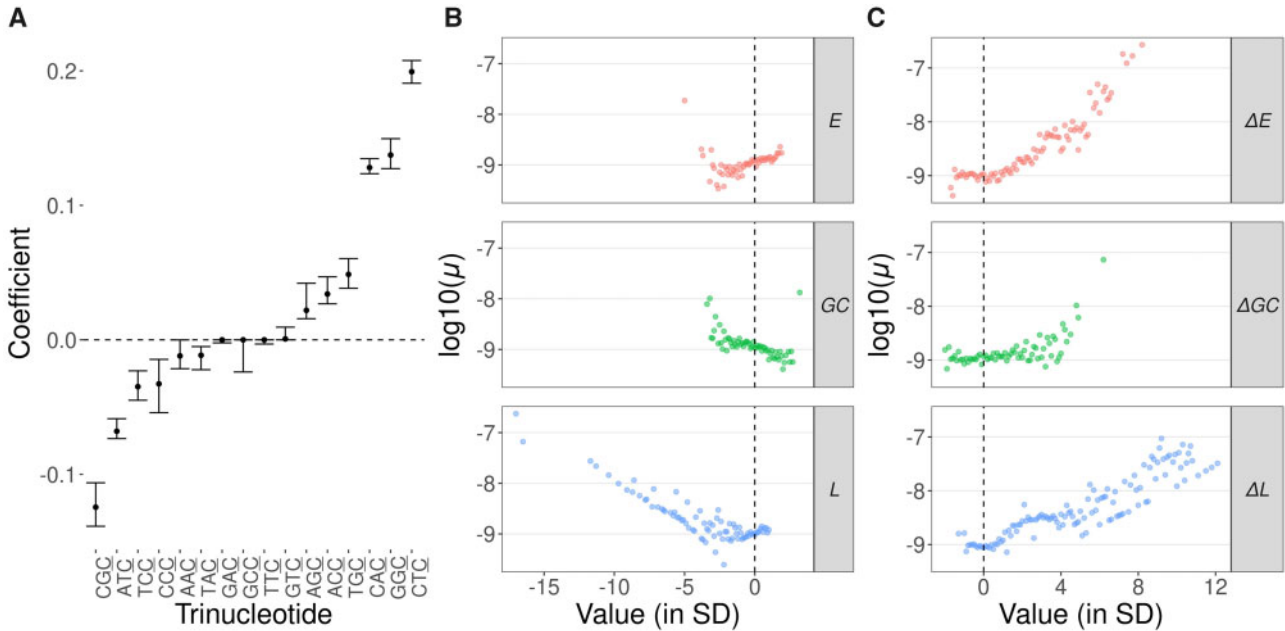 A
B
C
Coefficient
0.2
0.1
0.0
-0.1
CGC
ATC
TCC
CCC
AAC
TAC
GAC
GCC
TTC
GTC
AGC
ACC
TGC
CAC
GGC
CTC
Trinucleotide
log10(μ)
-7
-8
-9
E
-7
-8
-9
GC
-7
-8
-9
L
-15
-10
-5
0
Value (in SD)
log10(μ)
-7
-8
-9
ΔE
-7
-8
-9
ΔGC
-7
-8
-9
ΔL
0
4
8
12
Value (in SD)